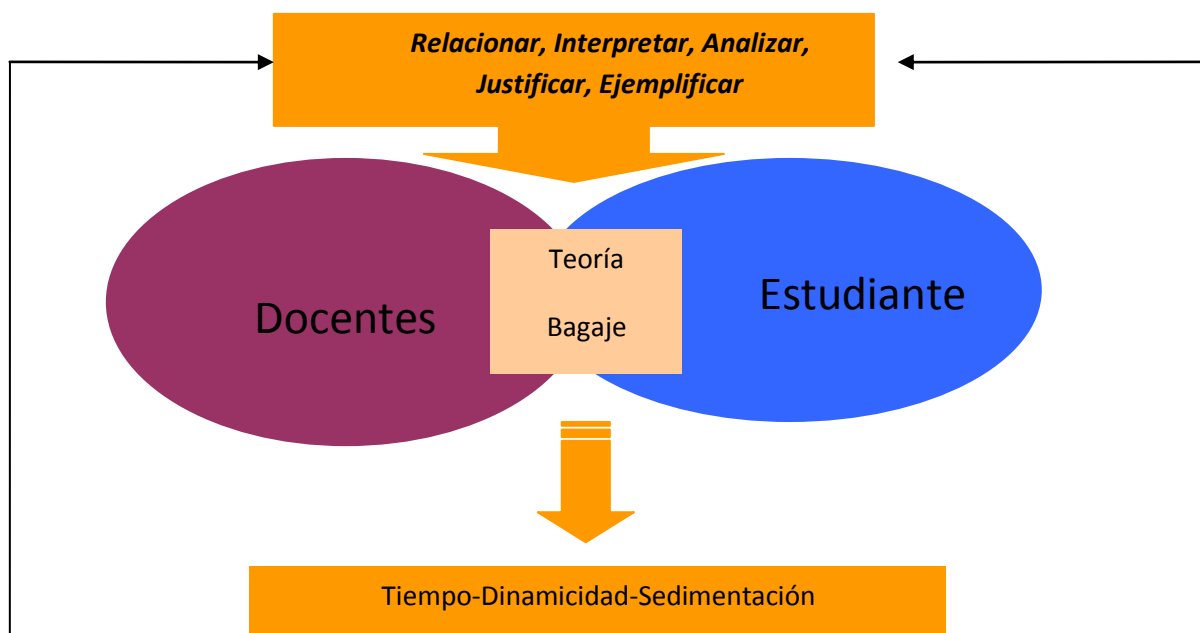 Relacionar, Interpretar, Analizar,
Justificar, Ejemplificar
Teoría
Bagaje
Docentes
Estudiante
Tiempo-Dinamicidad-Sedimentación